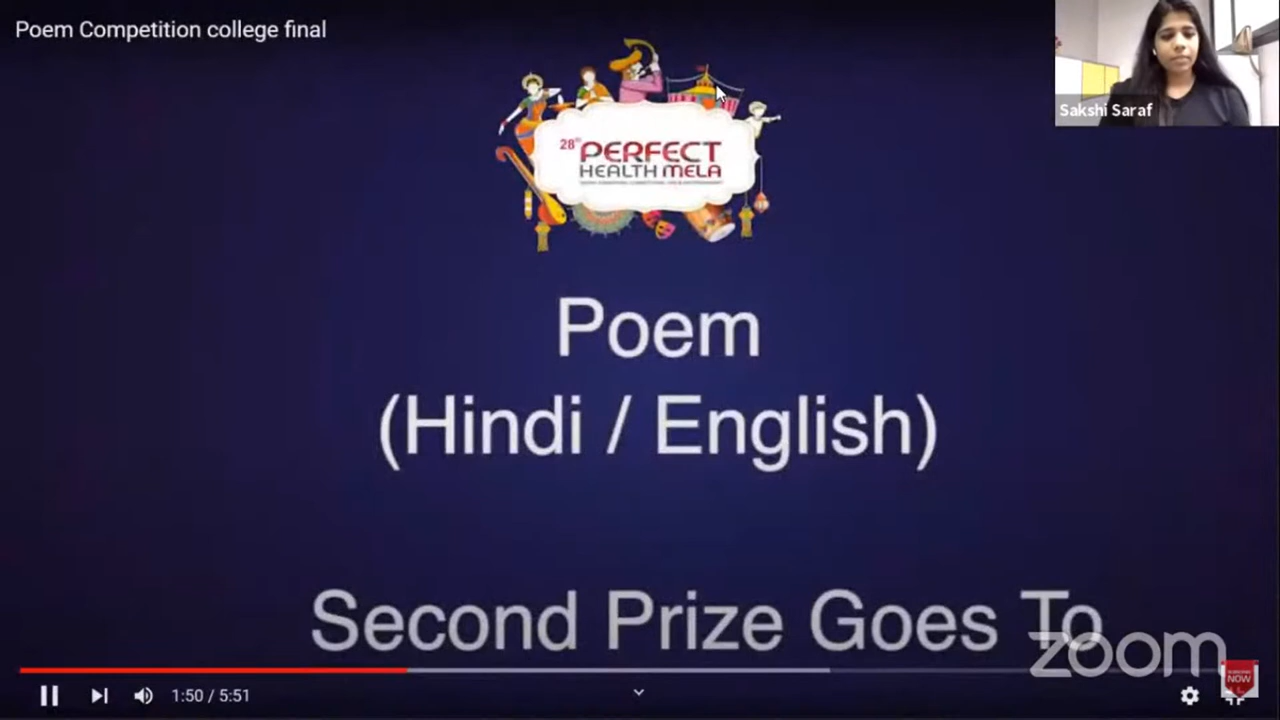 Poem Competition college final
Sakshi Saraf
28th PERFECT
HEALTH MELA
Poem
(Hindi / English)
Second Prize Goes To
zoom
NOW
1:50 / 5:51